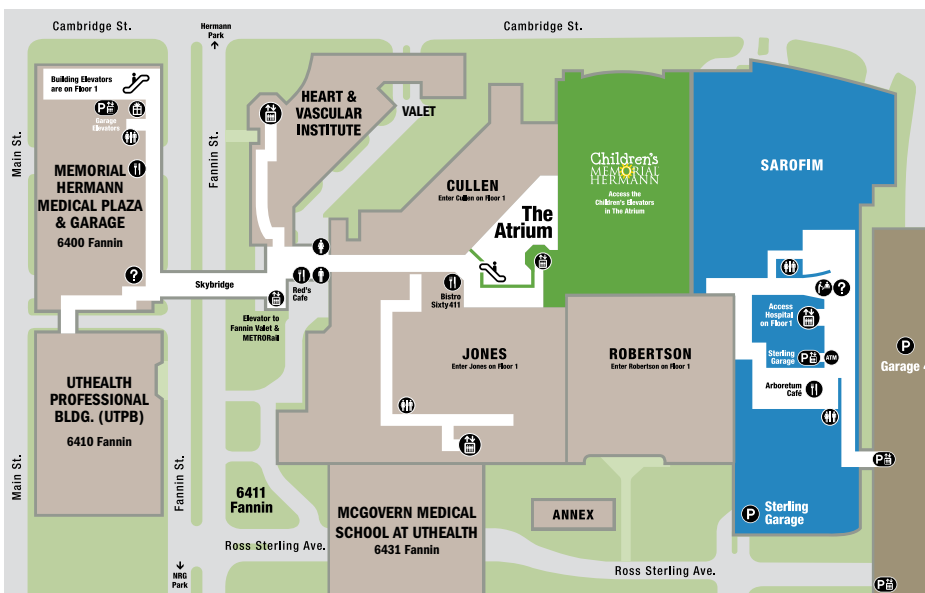 Cambridge St.
Hermann
Park
Cambridge St.
Building Elevators
are on Floor 1
P
Garage
Elevators
Main St.
Fannin St.
HEART &
VASCULAR
INSTITUTE
VALET
MEMORIAL
HERMANN
MEDICAL PLAZA
& GARAGE
6400 Fannin
?
CULLEN
Enter Cullen on Floor 1
The
Atrium
Children's
MEMORIAL
HERMANN
Access the
Children's Elevators
in The Atrium
SAROFIM
Skybridge
Red's
Cafe
Bistro
Sixty411
Elevator to
Fannin Valet &
METRORail
?
Access
Hospital
on Floor 1
Sterling
Garage
P
ATM
Arboretum
Café
P
Garage 4
JONES
Enter Jones on Floor 1
ROBERTSON
Enter Robertson on Floor 1
UTHEALTH
PROFESSIONAL
BLDG. (UTPB)
6410 Fannin
Main St.
Fannin St.
6411
Fannin
P
MCGOVERN MEDICAL
SCHOOL AT UTHEALTH
6431 Fannin
ANNEX
P
Sterling
Garage
Ross Sterling Ave.
Ross Sterling Ave.
NRG
Park
P